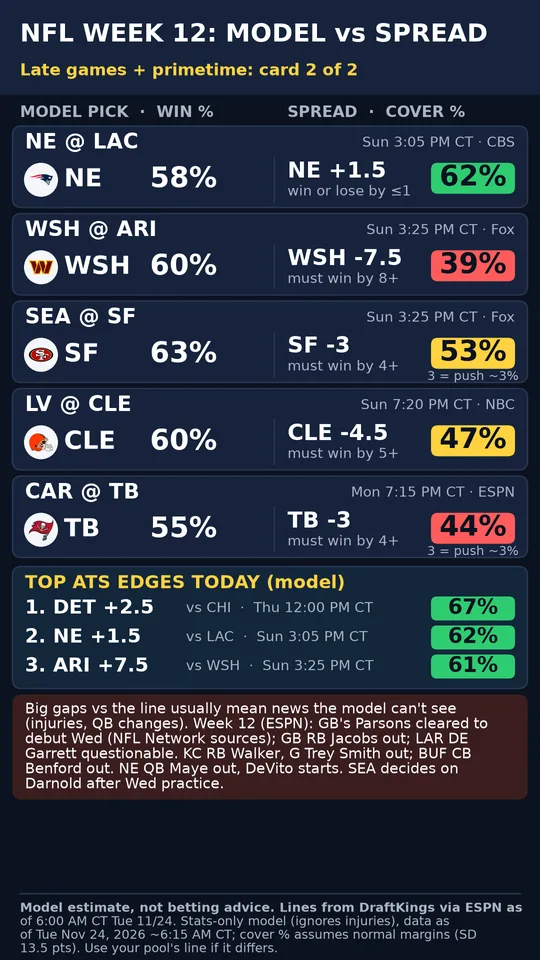 NFL WEEK 12: MODEL vs SPREAD
Late games + primetime: card 2 of 2
MODEL PICK · WIN % SPREAD · COVER %
NE @ LAC Sun 3:05 PM CT · CBS
NE 58% NE +1.5 62%
win or lose by ≤1
WSH @ ARI Sun 3:25 PM CT · Fox
W WSH 60% WSH -7.5 39%
must win by 8+
SEA @ SF Sun 3:25 PM CT · Fox
SF SF 63% SF -3 53%
must win by 4+
3 = push ~3%
LV @ CLE Sun 7:20 PM CT · NBC
CLE 60% CLE -4.5 47%
must win by 5+
CAR @ TB Mon 7:15 PM CT · ESPN
TB 55% TB -3 44%
must win by 4+
3 = push ~3%
TOP ATS EDGES TODAY (model)
1. DET +2.5 vs CHI · Thu 12:00 PM CT 67%
2. NE +1.5 vs LAC · Sun 3:05 PM CT 62%
3. ARI +7.5 vs WSH · Sun 3:25 PM CT 61%
Big gaps vs the line usually mean news the model can't see
(injuries, QB changes). Week 12 (ESPN): GB's Parsons cleared to
debut Wed (NFL Network sources); GB RB Jacobs out; LAR DE
Garrett questionable. KC RB Walker, G Trey Smith out; BUF CB
Benford out. NE QB Maye out, DeVito starts. SEA decides on
Darnold after Wed practice.
Model estimate, not betting advice. Lines from DraftKings via ESPN as
of 6:00 AM CT Tue 11/24. Stats-only model (ignores injuries), data as
of Tue Nov 24, 2026 ~6:15 AM CT; cover % assumes normal margins (SD
13.5 pts). Use your pool's line if it differs.